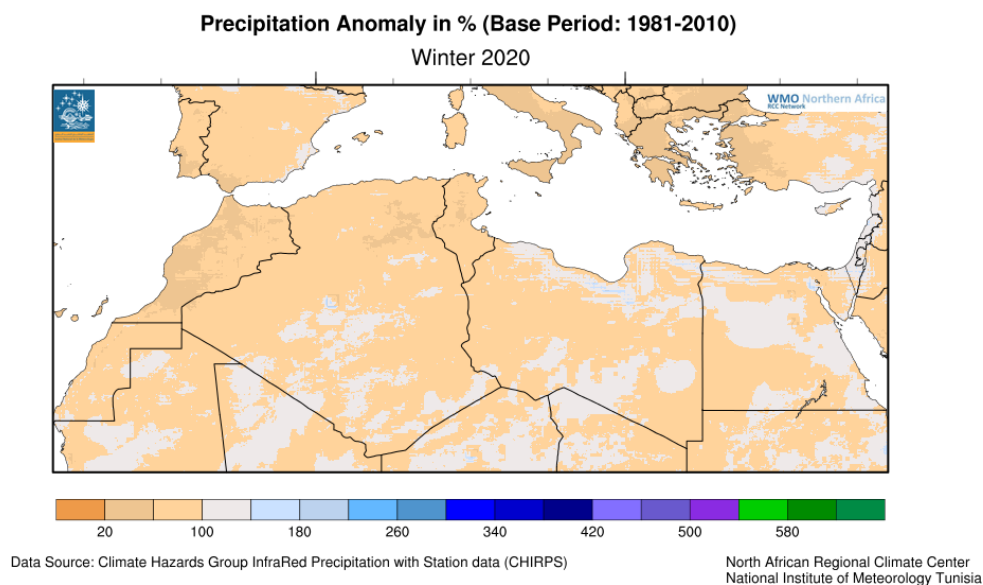 Precipitation Anomaly in % (Base Period: 1981-2010)
Winter 2020
WMO Northern Africa
RCC Network
20 100 180 260 340 420 500 580
Data Source: Climate Hazards Group InfraRed Precipitation with Station data (CHIRPS)
North African Regional Climate Center
National Institute of Meteorology Tunisia